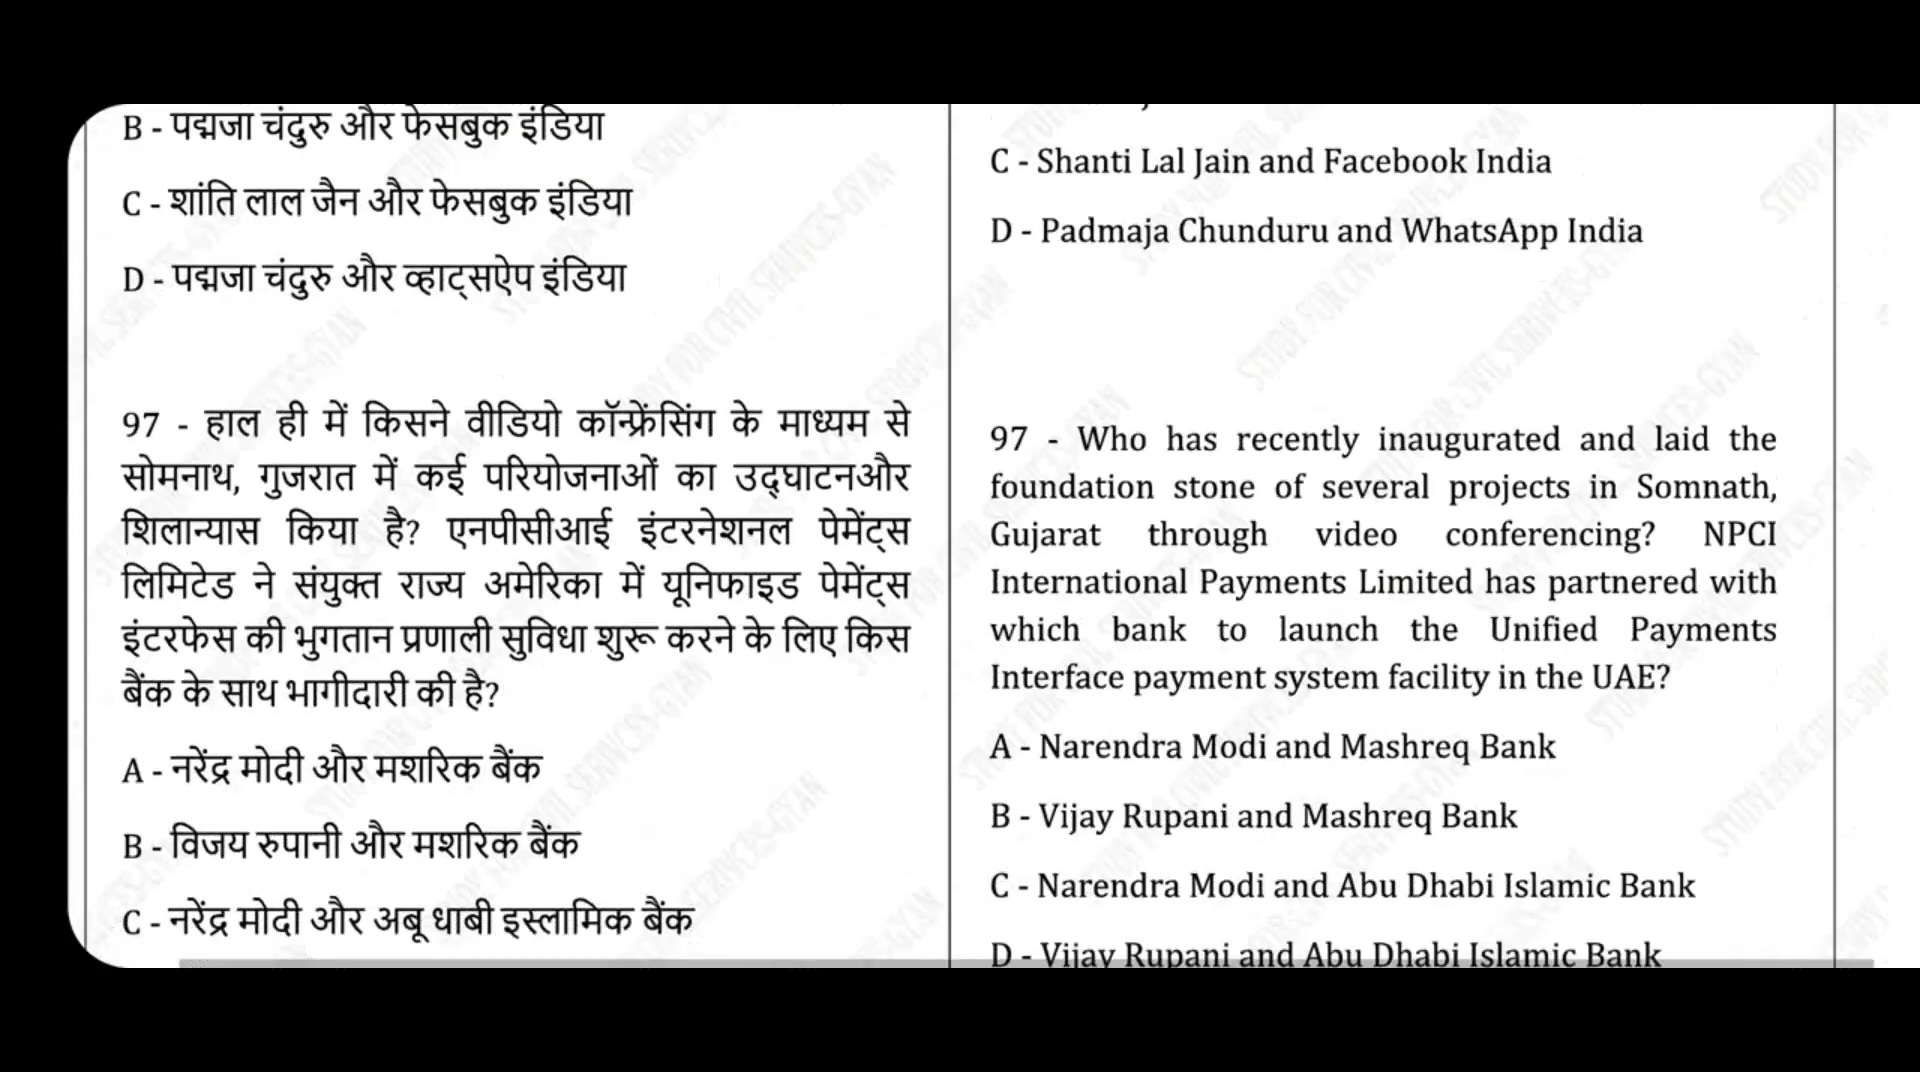 B - पद्मजा चंदुरु और फेसबुक इंडिया
C - शांति लाल जैन और फेसबुक इंडिया
D - पद्मजा चंदुरु और व्हाट्सऐप इंडिया
97 - हाल ही में किसने वीडियो कॉन्फ्रेंसिंग के माध्यम से
सोमनाथ, गुजरात में कई परियोजनाओं का उद्घाटनऔर
शिलान्यास किया है? एनपीसीआई इंटरनेशनल पेमेंट्स
लिमिटेड ने संयुक्त राज्य अमेरिका में यूनिफाइड पेमेंट्स
इंटरफेस की भुगतान प्रणाली सुविधा शुरू करने के लिए किस
बैंक के साथ भागीदारी की है?
A - नरेंद्र मोदी और मशरिक बैंक
B - विजय रुपानी और मशरिक बैंक
C - नरेंद्र मोदी और अबू धाबी इस्लामिक बैंक
C - Shanti Lal Jain and Facebook India
D - Padmaja Chunduru and WhatsApp India
97 - Who has recently inaugurated and laid the
foundation stone of several projects in Somnath,
Gujarat through video conferencing? NPCI
International Payments Limited has partnered with
which bank to launch the Unified Payments
Interface payment system facility in the UAE?
A - Narendra Modi and Mashreq Bank
B - Vijay Rupani and Mashreq Bank
C - Narendra Modi and Abu Dhabi Islamic Bank
D - Vijay Rupani and Abu Dhabi Islamic Bank